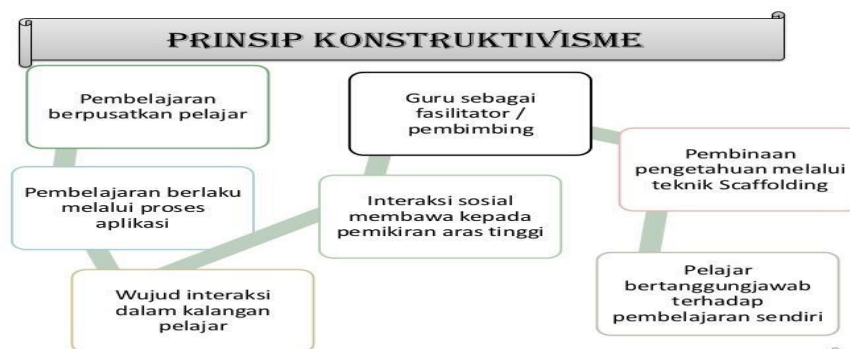 PRINSIP KONSTRUKTIVISME
Pembelajaran
berpusatkan pelajar
Pembelajaran berlaku
melalui proses
aplikasi
Wujud interaksi
dalam kalangan
pelajar
Interaksi sosial
membawa kepada
pemikiran aras tinggi
Guru sebagai
fasilitator /
pembimbing
Pembinaan
pengetahuan melalui
teknik Scaffolding
Pelajar
bertanggungjawab
terhadap
pembelajaran sendiri